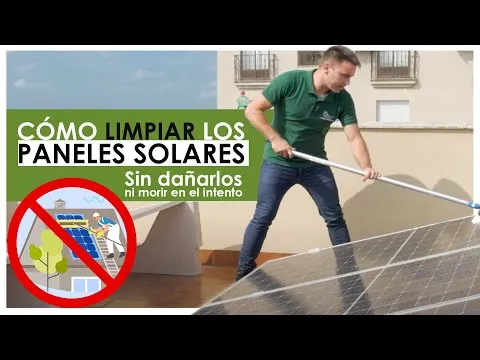 CÓMO LIMPIAR LOS
PANELES SOLARES
Sin dañarlos
ni morir en el intento